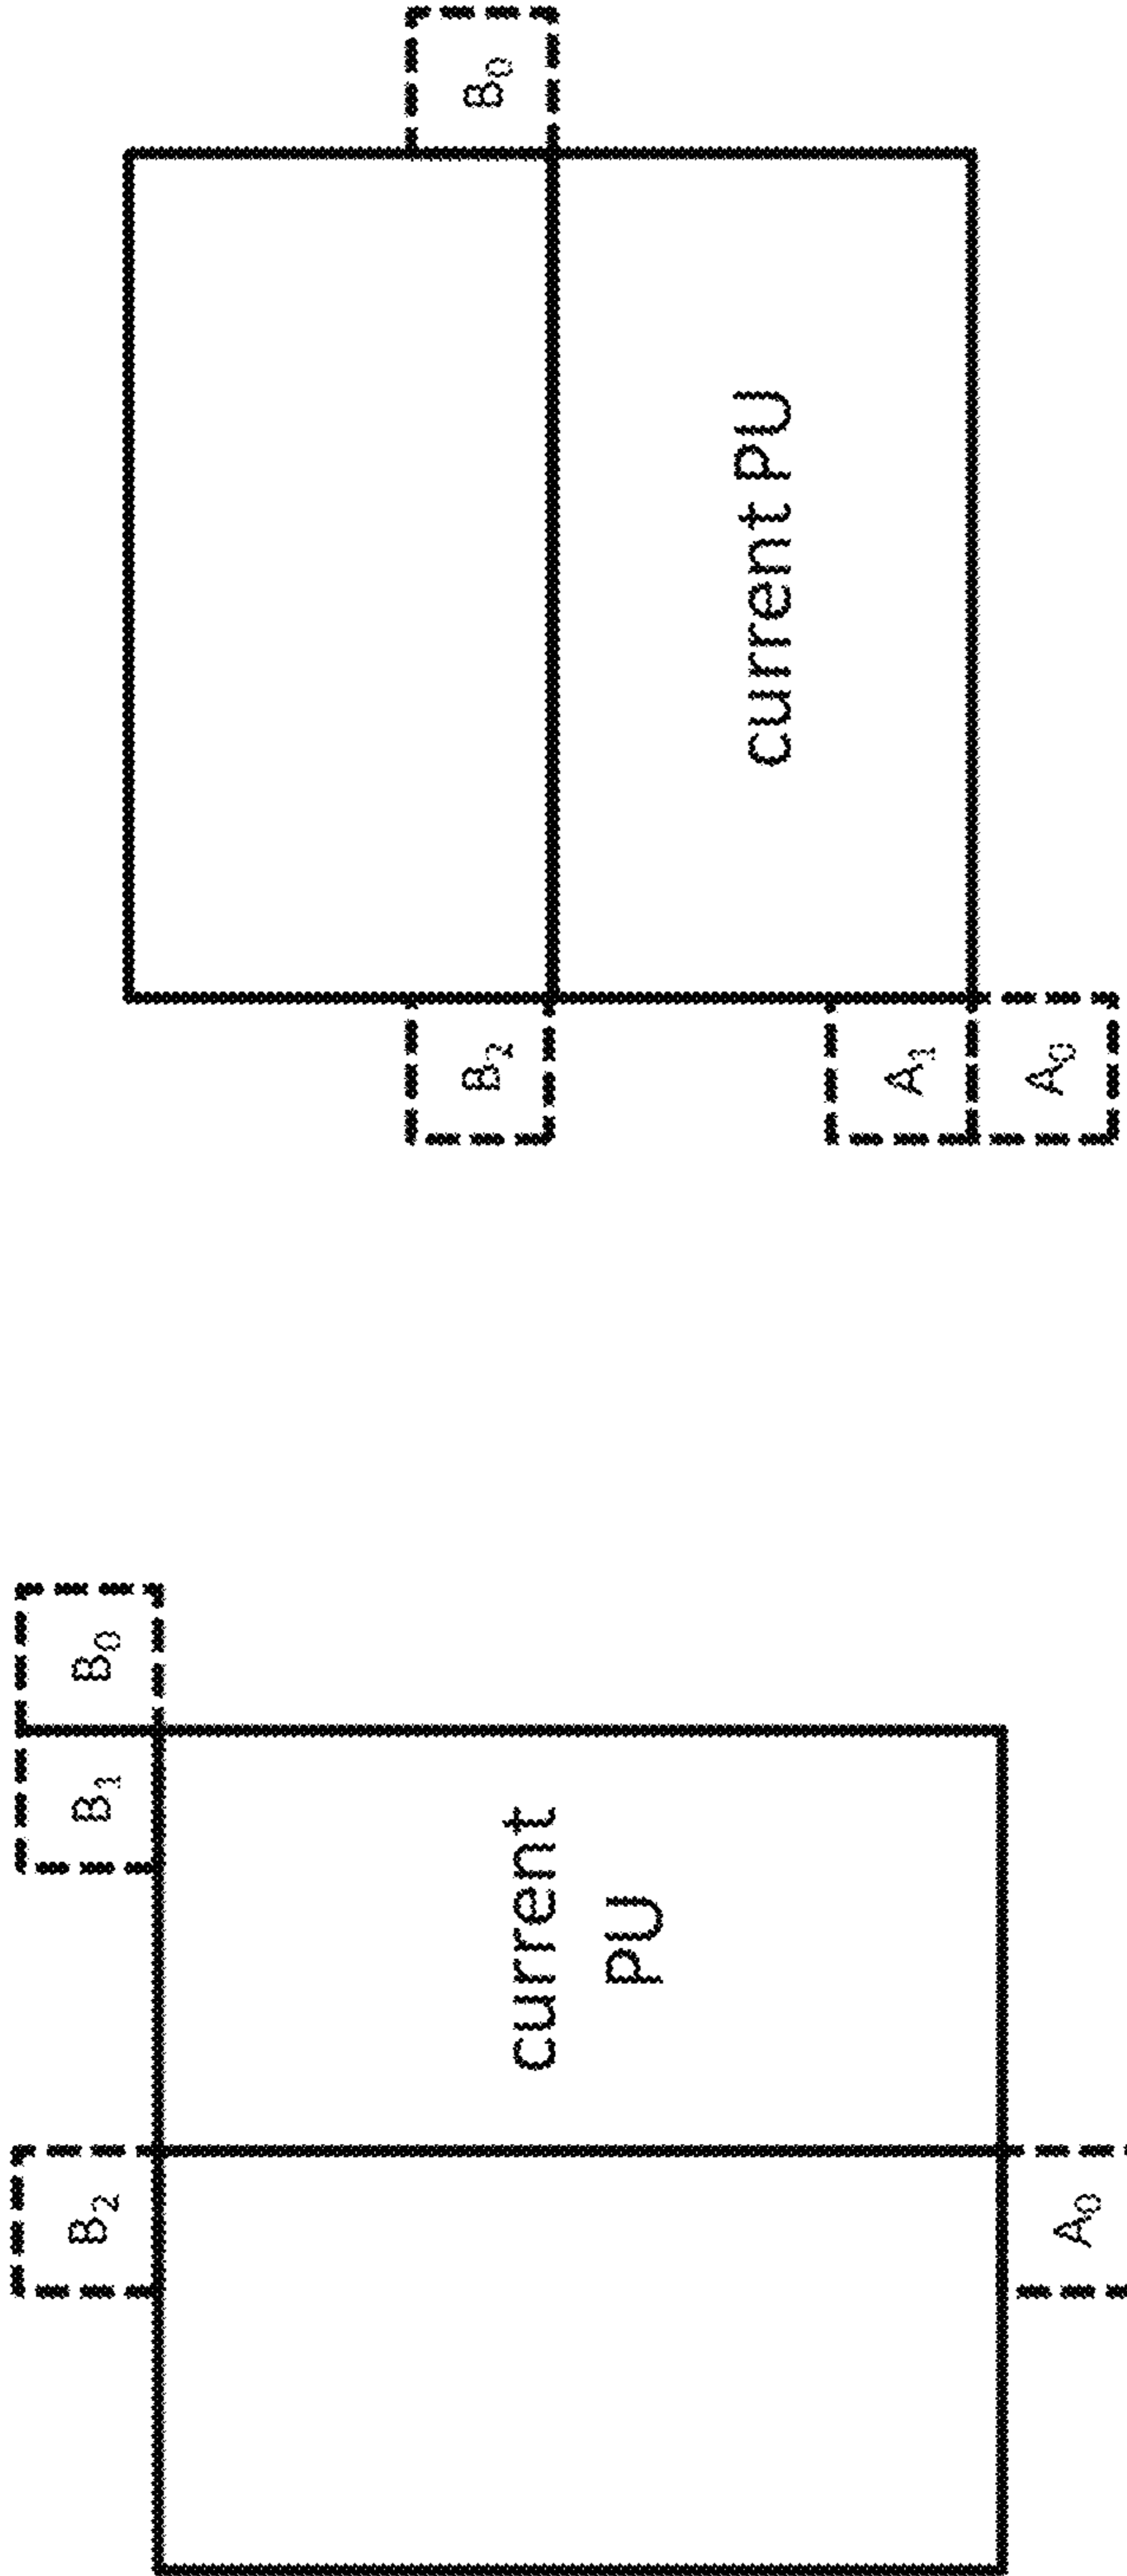 B₂ B₁ B₀
current
PU
A₀
B₂ B₀
current PU
A₁
A₀